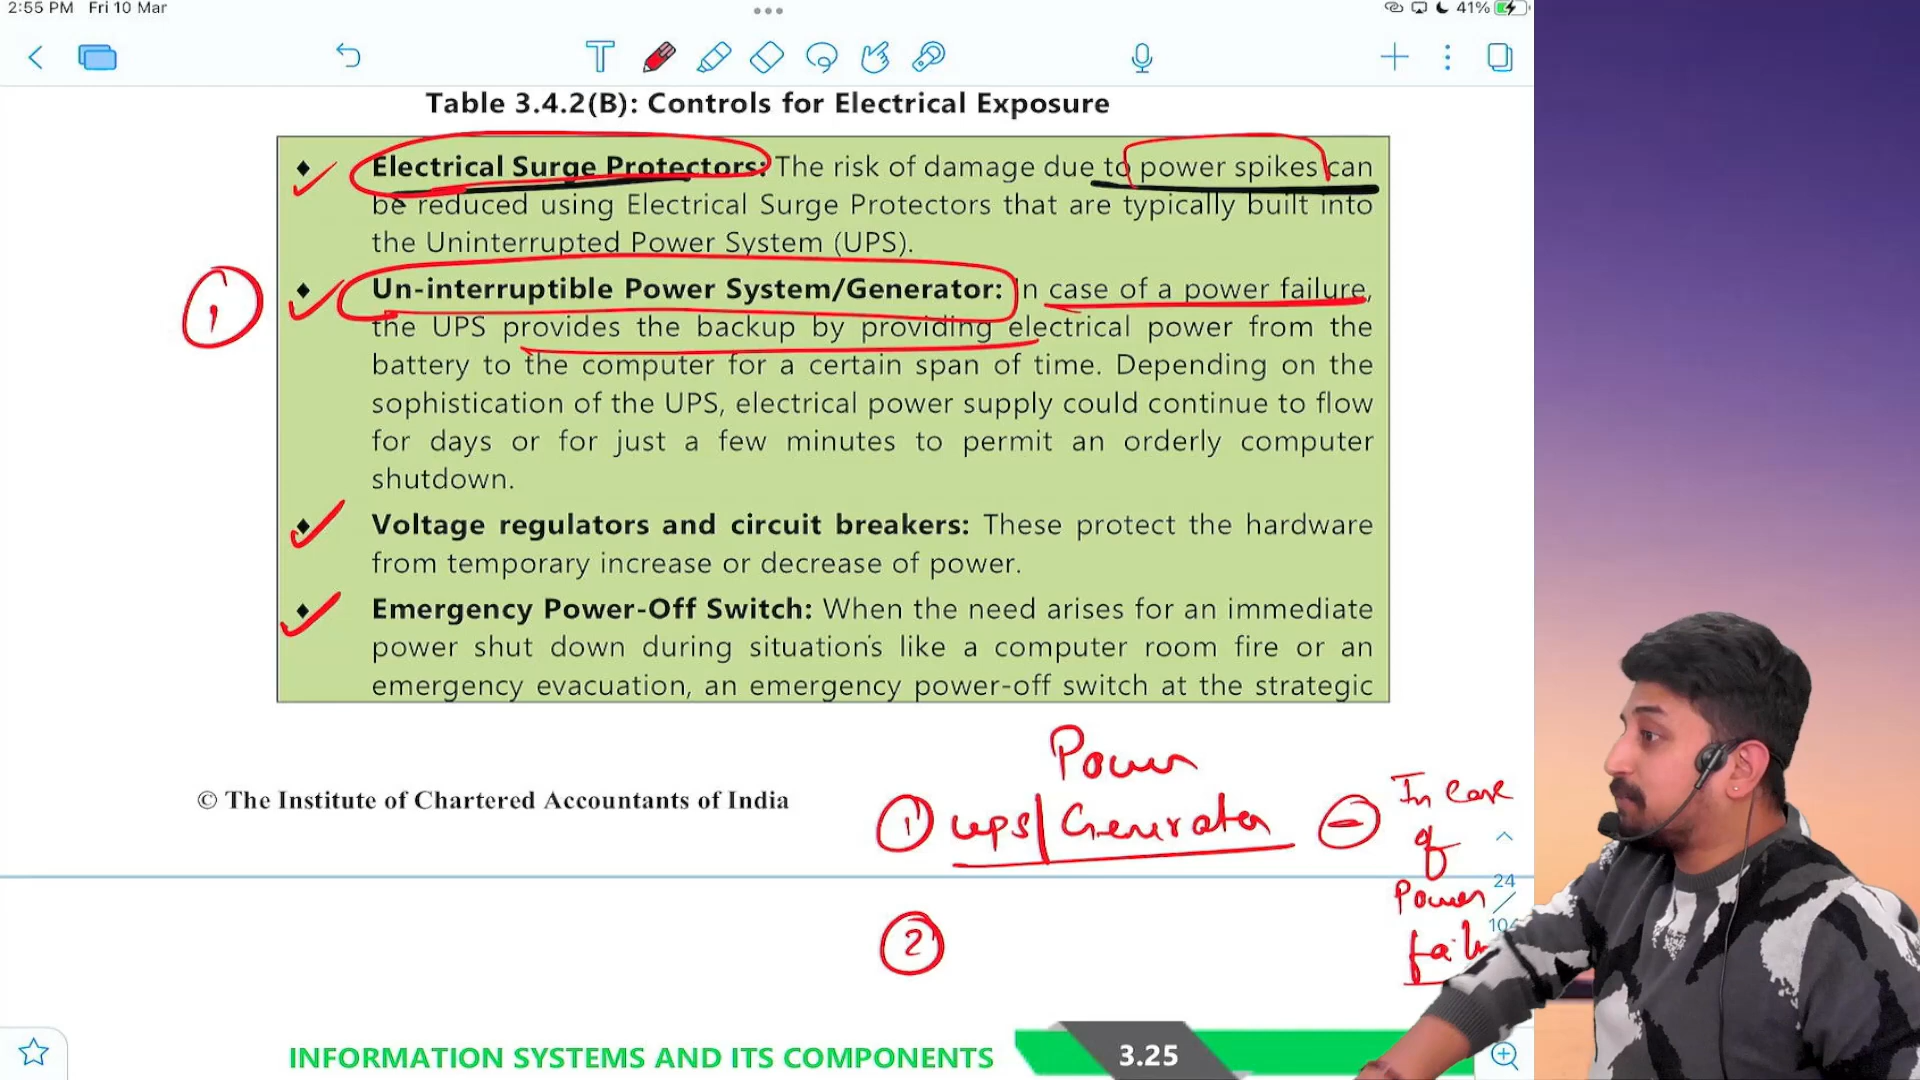 2:55 PM Fri 10 Mar
41%
Table 3.4.2(B): Controls for Electrical Exposure
♦ Electrical Surge Protectors: The risk of damage due to power spikes can
be reduced using Electrical Surge Protectors that are typically built into
the Uninterrupted Power System (UPS).
1
♦ Un-interruptible Power System/Generator: In case of a power failure,
the UPS provides the backup by providing electrical power from the
battery to the computer for a certain span of time. Depending on the
sophistication of the UPS, electrical power supply could continue to flow
for days or for just a few minutes to permit an orderly computer
shutdown.
♦ Voltage regulators and circuit breakers: These protect the hardware
from temporary increase or decrease of power.
♦ Emergency Power-Off Switch: When the need arises for an immediate
power shut down during situations like a computer room fire or an
emergency evacuation, an emergency power-off switch at the strategic
Power
© The Institute of Chartered Accountants of India
1 ups/Generator - In case
of
Power
24
2
INFORMATION SYSTEMS AND ITS COMPONENTS 3.25